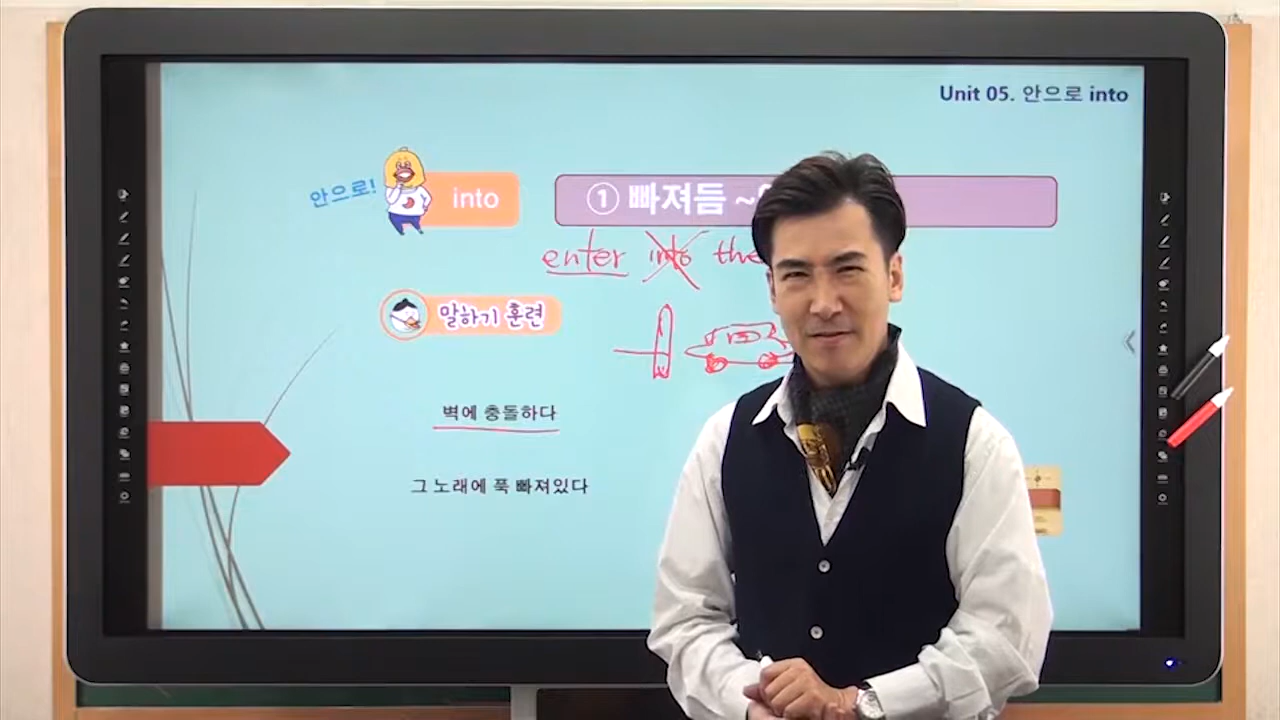 Unit 05. 안으로 into
안으로!
into
① 빠져듬
enter into the
말하기 훈련
벽에 충돌하다
그 노래에 푹 빠져있다